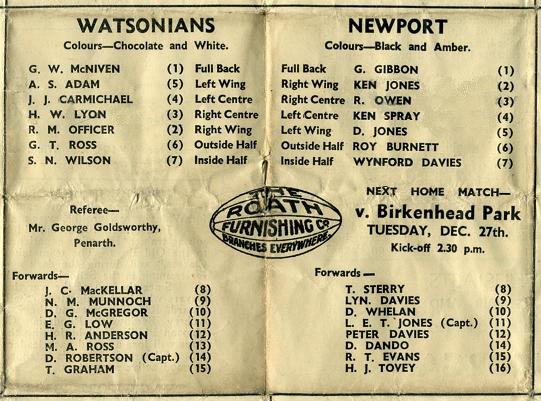 WATSONIANS
Colours—Chocolate and White.
G. W. McNIVEN (1) Full Back
A. S. ADAM (5) Left Wing
J. J. CARMICHAEL (4) Left Centre
H. W. LYON (3) Right Centre
R. M. OFFICER (2) Right Wing
G. T. ROSS (6) Outside Half
S. N. WILSON (7) Inside Half
NEWPORT
Colours—Black and Amber.
Full Back G. GIBBON (1)
Right Wing KEN JONES (2)
Right Centre R. OWEN (3)
Left Centre KEN SPRAY (4)
Left Wing D. JONES (5)
Outside Half ROY BURNETT (6)
Inside Half WYNFORD DAVIES (7)
Referee—
Mr. George Goldsworthy,
Penarth.
THE
ROATH
FURNISHING CO
BRANCHES EVERYWHERE
NEXT HOME MATCH—
v. Birkenhead Park
TUESDAY, DEC. 27th.
Kick-off 2.30 p.m.
Forwards—
J. C. MacKELLAR (8)
N. M. MUNNOCH (9)
D. G. McGREGOR (10)
E. G. LOW (11)
H. R. ANDERSON (12)
M. A. ROSS (13)
D. ROBERTSON (Capt.) (14)
T. GRAHAM (15)
Forwards —
T. STERRY (8)
LYN. DAVIES (9)
D. WHELAN (10)
L. E. T. JONES (Capt.) (11)
PETER DAVIES (12)
D. DANDO (14)
R. T. EVANS (15)
H. J. TOVEY (16)